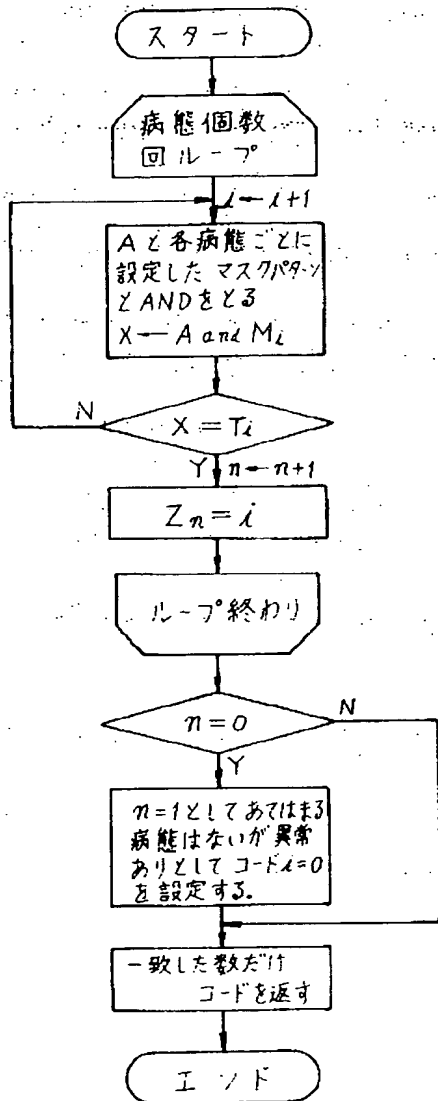 スタート
病態個数
回ループ
i ← i+1
Aと各病態ごとに
設定したマスクパターン
とANDをとる
X ← A and Mi
N
X = Ti
Y n ← n+1
Zn = i
ループ終わり
n = 0
N
Y
n=1としてあてはまる
病態はないが異常
ありとしてコードi=0
を設定する.
一致した数だけ
コードを返す
エンド